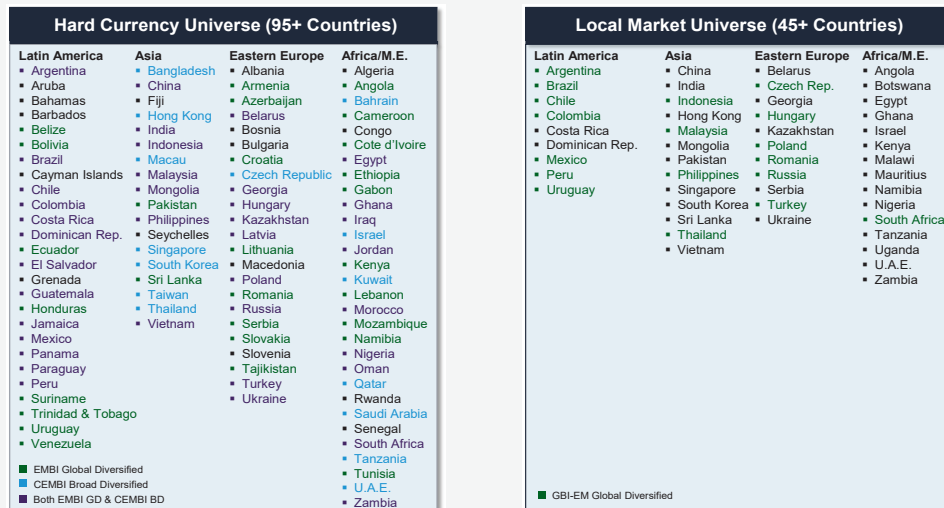 Hard Currency Universe (95+ Countries)
Latin America
Argentina
Aruba
Bahamas
Barbados
Belize
Bolivia
Brazil
Cayman Islands
Chile
Colombia
Costa Rica
Dominican Rep.
Ecuador
El Salvador
Grenada
Guatemala
Honduras
Jamaica
Mexico
Panama
Paraguay
Peru
Suriname
Trinidad & Tobago
Uruguay
Venezuela
Asia
Bangladesh
China
Fiji
Hong Kong
India
Indonesia
Macau
Malaysia
Mongolia
Pakistan
Philippines
Seychelles
Singapore
South Korea
Sri Lanka
Taiwan
Thailand
Vietnam
Eastern Europe
Albania
Armenia
Azerbaijan
Belarus
Bosnia
Bulgaria
Croatia
Czech Republic
Georgia
Hungary
Kazakhstan
Latvia
Lithuania
Macedonia
Poland
Romania
Russia
Serbia
Slovakia
Slovenia
Tajikistan
Turkey
Ukraine
Africa/M.E.
Algeria
Angola
Bahrain
Cameroon
Congo
Cote d'Ivoire
Egypt
Ethiopia
Gabon
Ghana
Iraq
Israel
Jordan
Kenya
Kuwait
Lebanon
Morocco
Mozambique
Namibia
Nigeria
Oman
Qatar
Rwanda
Saudi Arabia
Senegal
South Africa
Tanzania
Tunisia
U.A.E.
Zambia
EMBI Global Diversified
CEMBI Broad Diversified
Both EMBI GD & CEMBI BD
Local Market Universe (45+ Countries)
Latin America
Argentina
Brazil
Chile
Colombia
Costa Rica
Dominican Rep.
Mexico
Peru
Uruguay
Asia
China
India
Indonesia
Hong Kong
Malaysia
Mongolia
Pakistan
Philippines
Singapore
South Korea
Sri Lanka
Thailand
Vietnam
Eastern Europe
Belarus
Czech Rep.
Georgia
Hungary
Kazakhstan
Poland
Romania
Russia
Serbia
Turkey
Ukraine
Africa/M.E.
Angola
Botswana
Egypt
Ghana
Israel
Kenya
Malawi
Mauritius
Namibia
Nigeria
South Africa
Tanzania
Uganda
U.A.E.
Zambia
GBI-EM Global Diversified